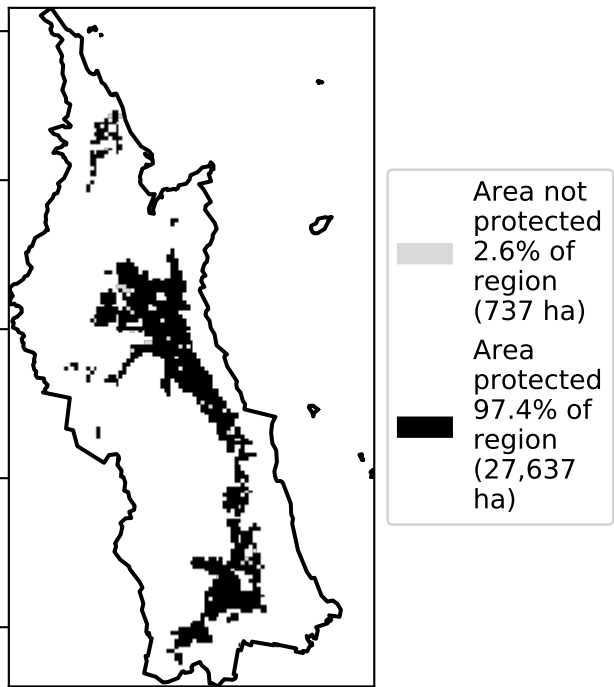 Area not
protected
2.6% of
region
(737 ha)
Area
protected
97.4% of
region
(27,637
ha)